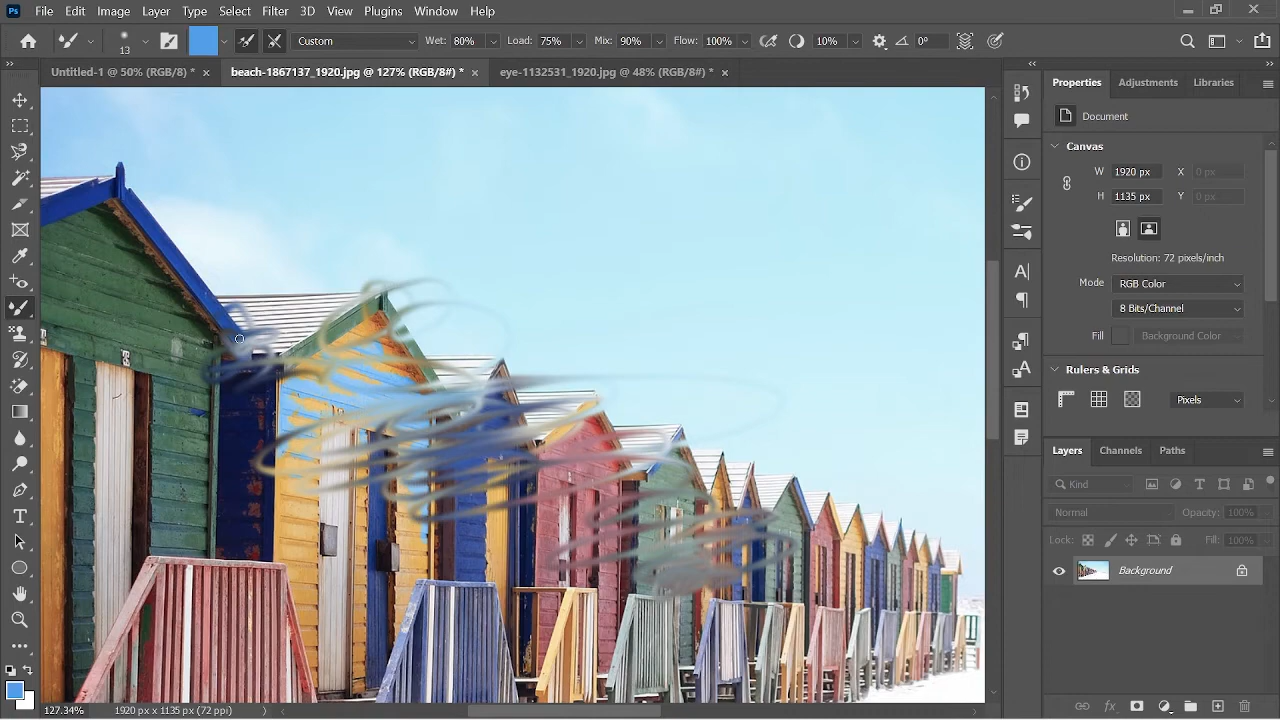 Ps File Edit Image Layer Type Select Filter 3D View Plugins Window Help
13 Custom Wet: 80% Load: 75% Mix: 90% Flow: 100% 10% 0°
Untitled-1 @ 50% (RGB/8) * × beach-1867137_1920.jpg @ 127% (RGB/8#) * × eye-1132531_1920.jpg @ 48% (RGB/8#) * ×
Properties Adjustments Libraries
Document
Canvas
W 1920 px X 0 px
H 1135 px Y 0 px
Resolution: 72 pixels/inch
Mode RGB Color
8 Bits/Channel
Fill Background Color
Rulers & Grids
Pixels
Layers Channels Paths
Kind
Normal Opacity: 100%
Lock: Fill: 100%
Background
127.34% 1920 px x 1135 px (72 ppi)